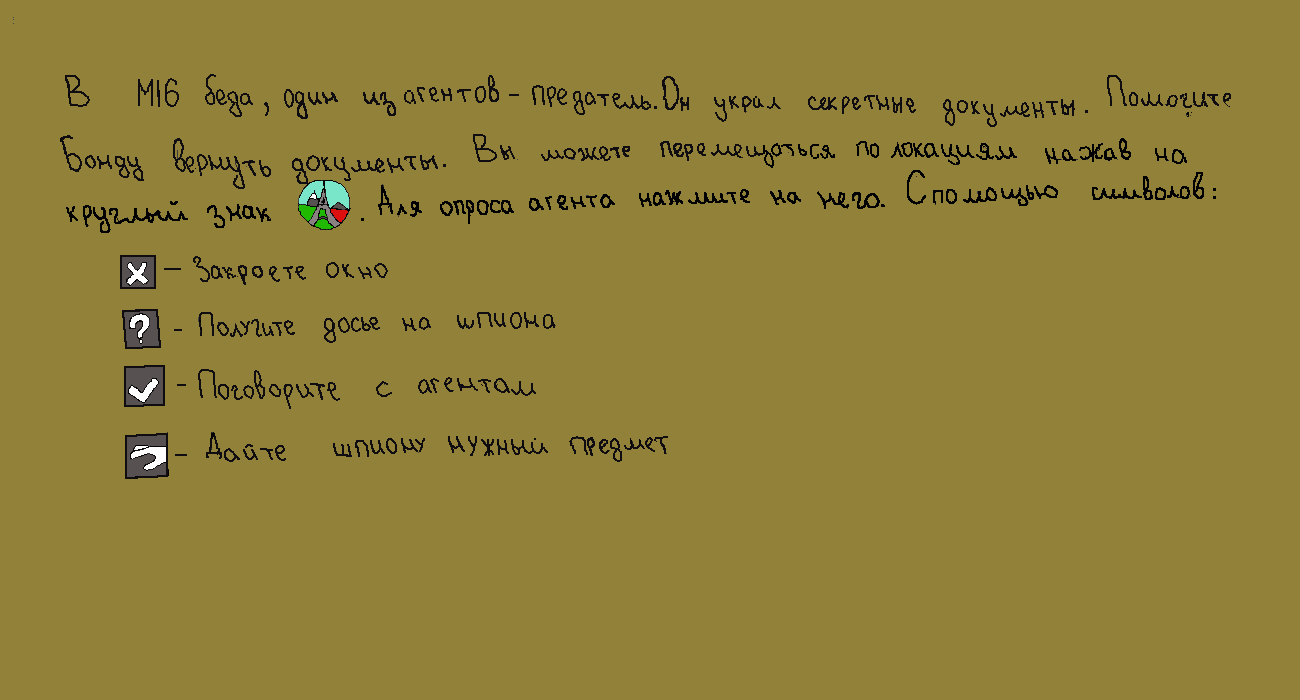 В МI6 беда, один из агентов - предатель. Он украл секретные документы. Помогите
Бонду вернуть документы. Вы можете перемещаться по локациям нажав на
круглый знак . Для опроса агента нажмите на него. С помощью символов:
X - Закроете окно
? - Получите досье на шпиона
✓ - Поговорите с агентам
- Дайте шпиону нужный предмет